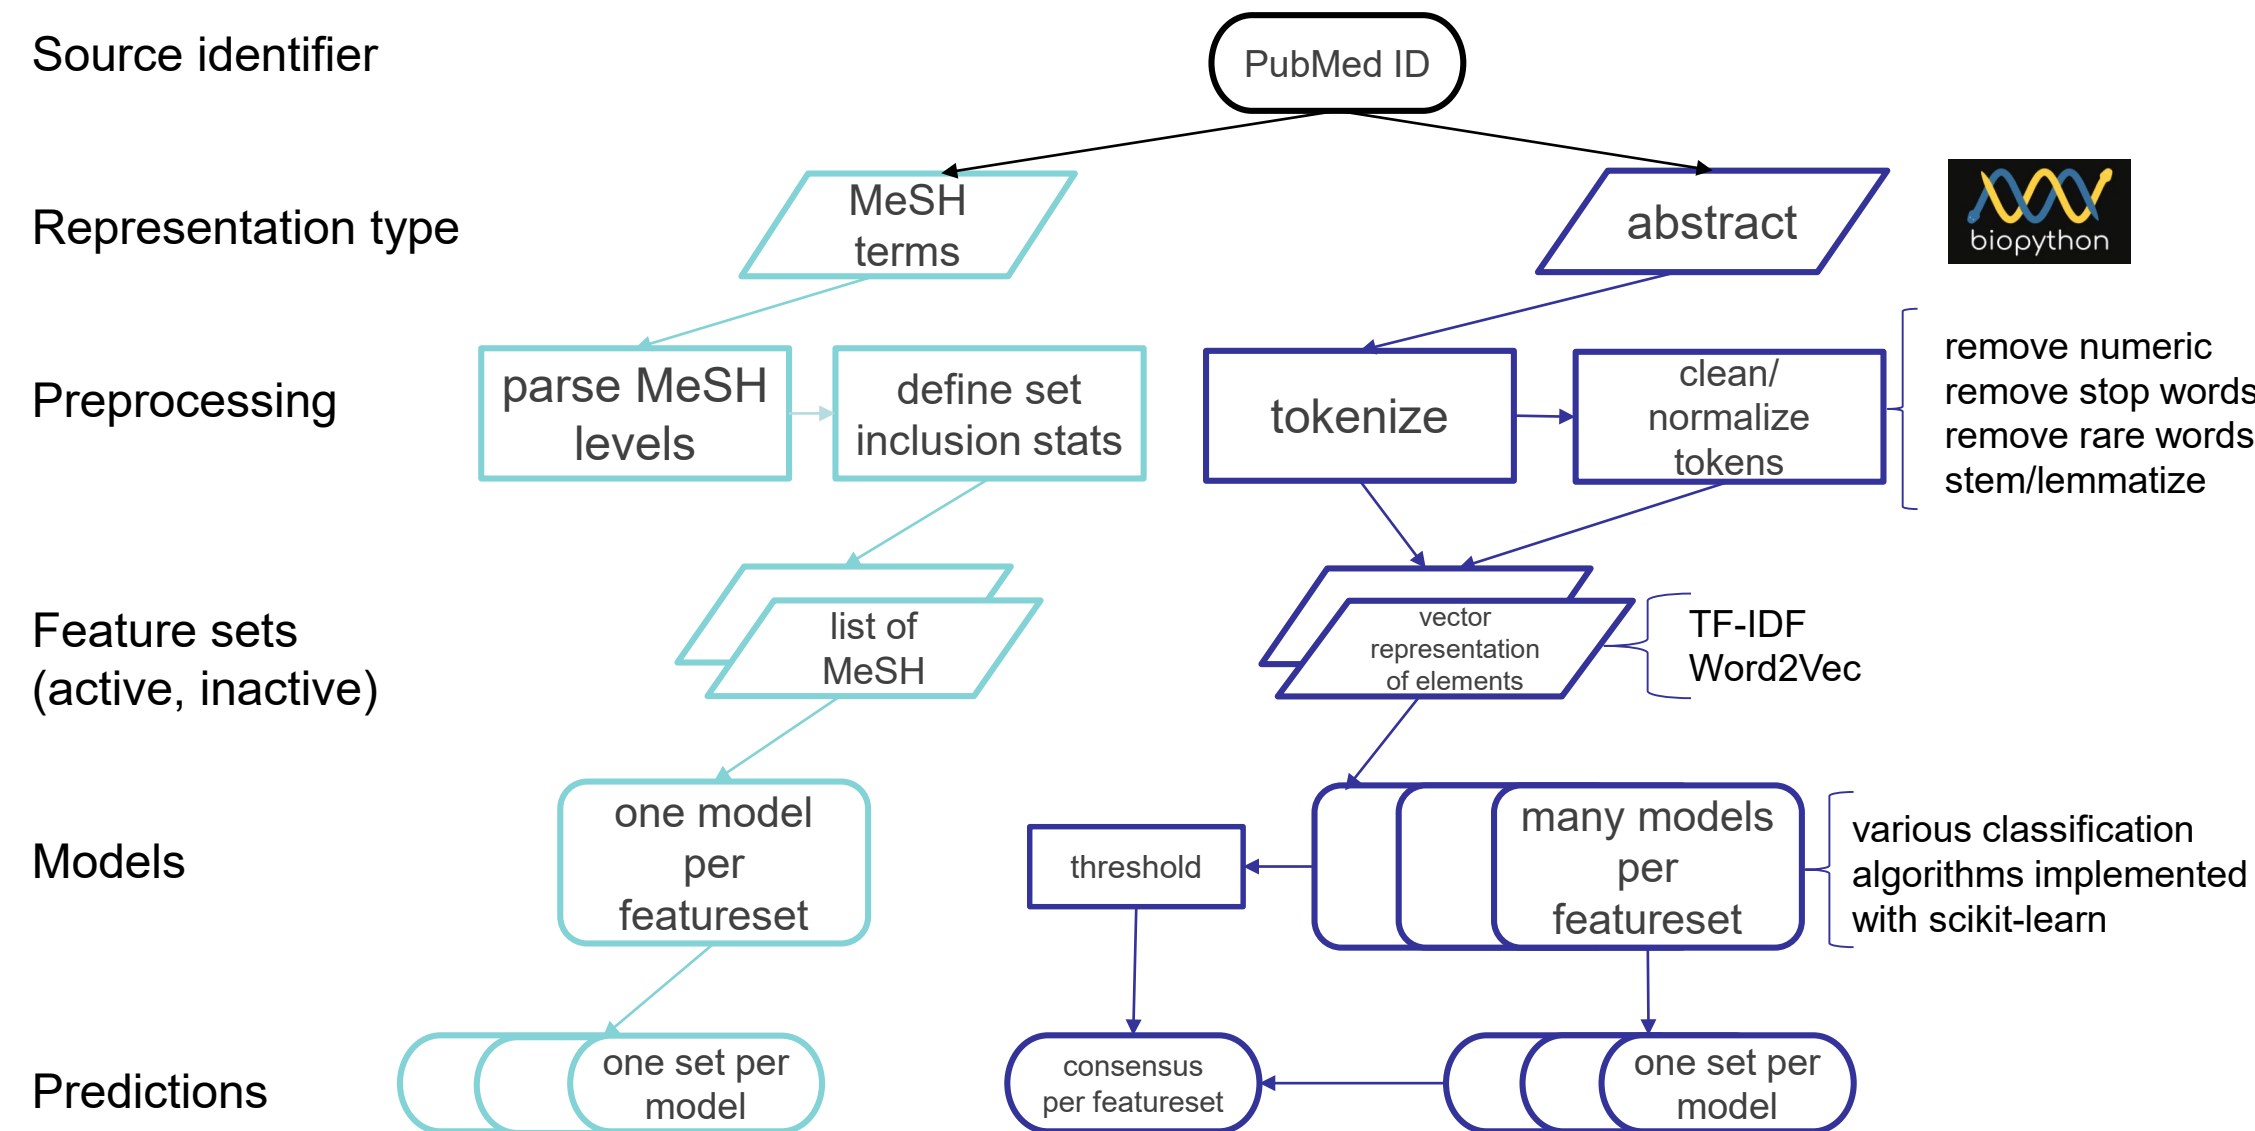 Source identifier
PubMed ID
Representation type
MeSH
terms
abstract
biopython
Preprocessing
parse MeSH
levels
define set
inclusion stats
tokenize
clean/
normalize
tokens
remove numeric
remove stop words
remove rare words
stem/lemmatize
Feature sets
(active, inactive)
list of
MeSH
vector
representation
of elements
TF-IDF
Word2Vec
Models
one model
per
featureset
threshold
many models
per
featureset
various classification
algorithms implemented
with scikit-learn
Predictions
one set per
model
consensus
per featureset
one set per
model